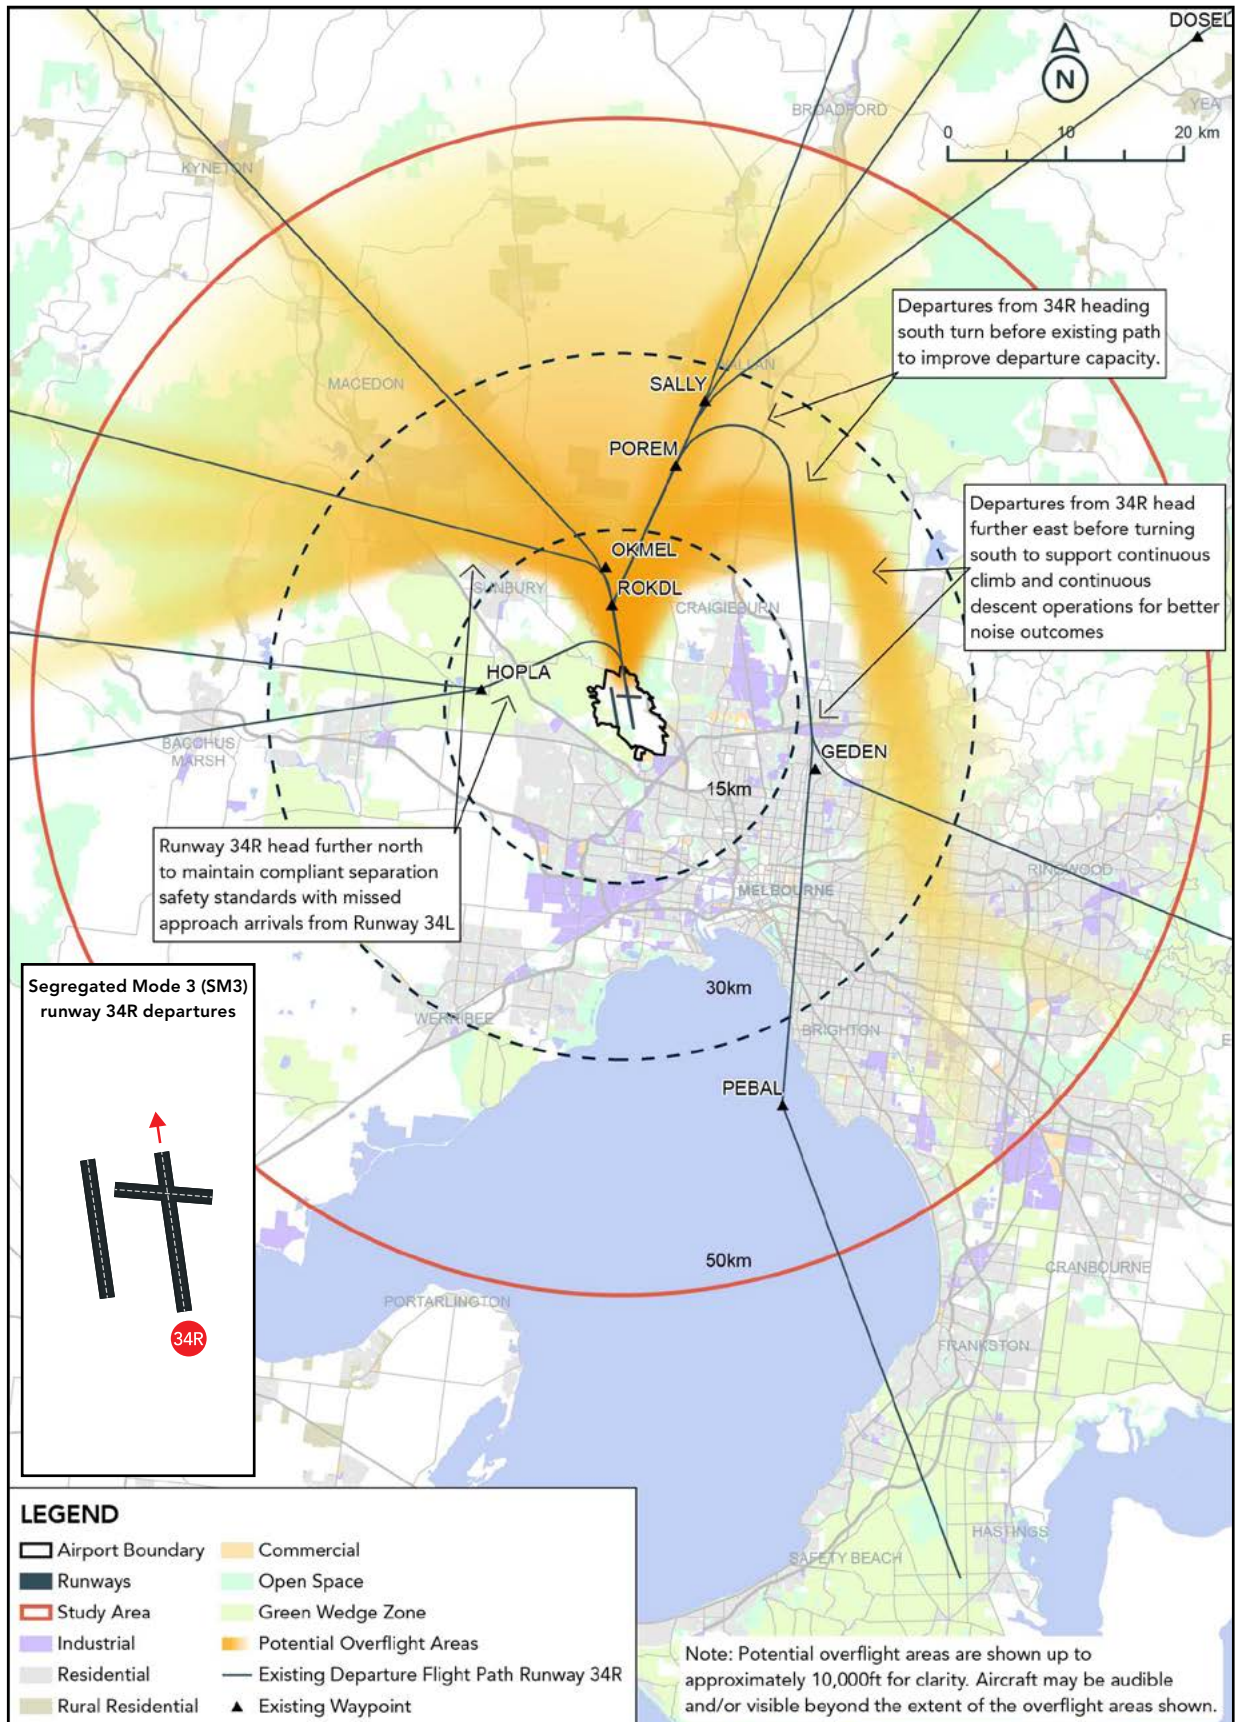 DOSEL
N
BROADFORD
YEA
0
10
20 km
KYNETON
Departures from 34R heading
south turn before existing path
to improve departure capacity.
MACEDON
WALLAN
SALLY
POREM
Departures from 34R head
further east before turning
south to support continuous
climb and continuous
descent operations for better
noise outcomes
OKMEL
SUNBURY
ROKDL
CRAIGIEBURN
HOPLA
BACCHUS
MARSH
GEDEN
15km
Runway 34R head further north
to maintain compliant separation
safety standards with missed
approach arrivals from Runway 34L
RINGWOOD
MELBOURNE
Segregated Mode 3 (SM3)
runway 34R departures
30km
WERRIBEE
BRIGHTON
E
PEBAL
34R
50km
CRANBOURNE
PORTARLINGTON
FRANKSTON
HASTINGS
SAFETY BEACH
LEGEND
Airport Boundary
Runways
Study Area
Industrial
Residential
Rural Residential
Commercial
Open Space
Green Wedge Zone
Potential Overflight Areas
Existing Departure Flight Path Runway 34R
Existing Waypoint
Note: Potential overflight areas are shown up to
approximately 10,000ft for clarity. Aircraft may be audible
and/or visible beyond the extent of the overflight areas shown.